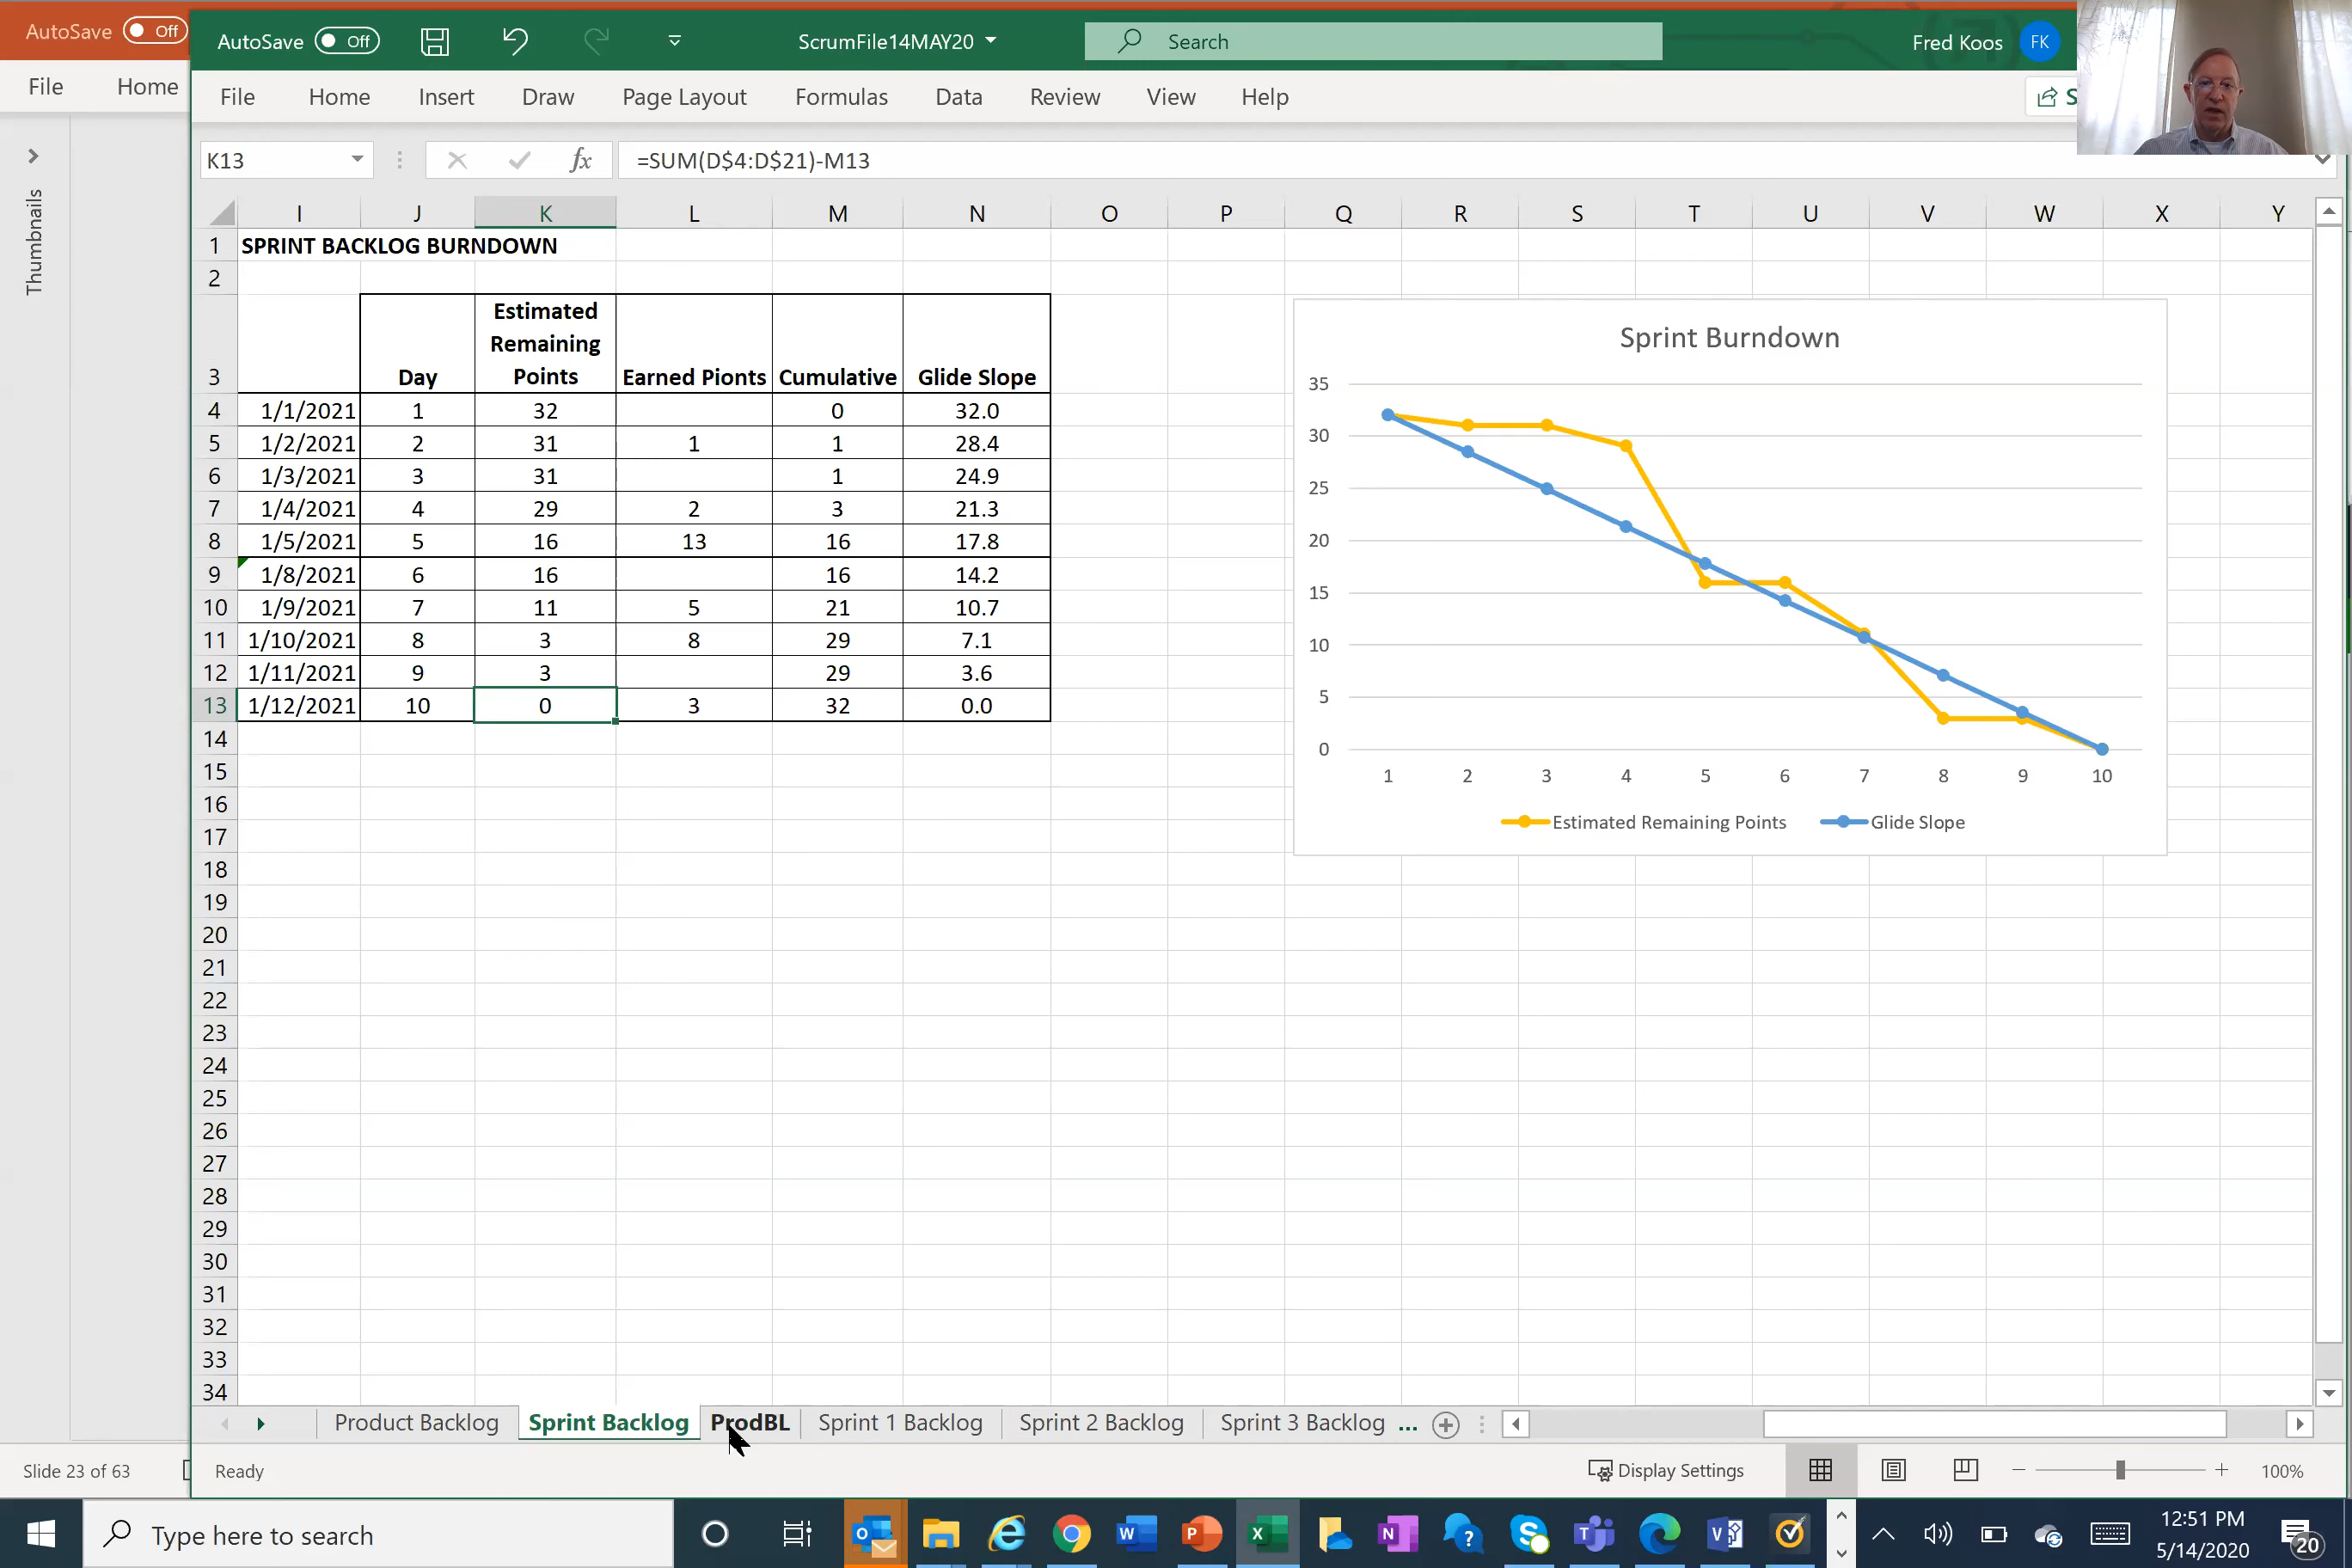 AutoSave Off
AutoSave Off
ScrumFile14MAY20
Search
Fred Koos FK
File Home
File Home Insert Draw Page Layout Formulas Data Review View Help
K13 fx =SUM(D$4:D$21)-M13
Thumbnails
I J K L M N O P Q R S T U V W X Y
1 SPRINT BACKLOG BURNDOWN
2
3 Day Estimated Remaining Points Earned Pionts Cumulative Glide Slope
4 1/1/2021 1 32 0 32.0
5 1/2/2021 2 31 1 1 28.4
6 1/3/2021 3 31 1 24.9
7 1/4/2021 4 29 2 3 21.3
8 1/5/2021 5 16 13 16 17.8
9 1/8/2021 6 16 16 14.2
10 1/9/2021 7 11 5 21 10.7
11 1/10/2021 8 3 8 29 7.1
12 1/11/2021 9 3 29 3.6
13 1/12/2021 10 0 3 32 0.0
14
15
16
17
18
19
20
21
22
23
24
25
26
27
28
29
30
31
32
33
34
Sprint Burndown
35
30
25
20
15
10
5
0
1 2 3 4 5 6 7 8 9 10
Estimated Remaining Points Glide Slope
Product Backlog Sprint Backlog ProdBL Sprint 1 Backlog Sprint 2 Backlog Sprint 3 Backlog ...
Slide 23 of 63
Ready
Display Settings
100%
Type here to search
12:51 PM
5/14/2020
20